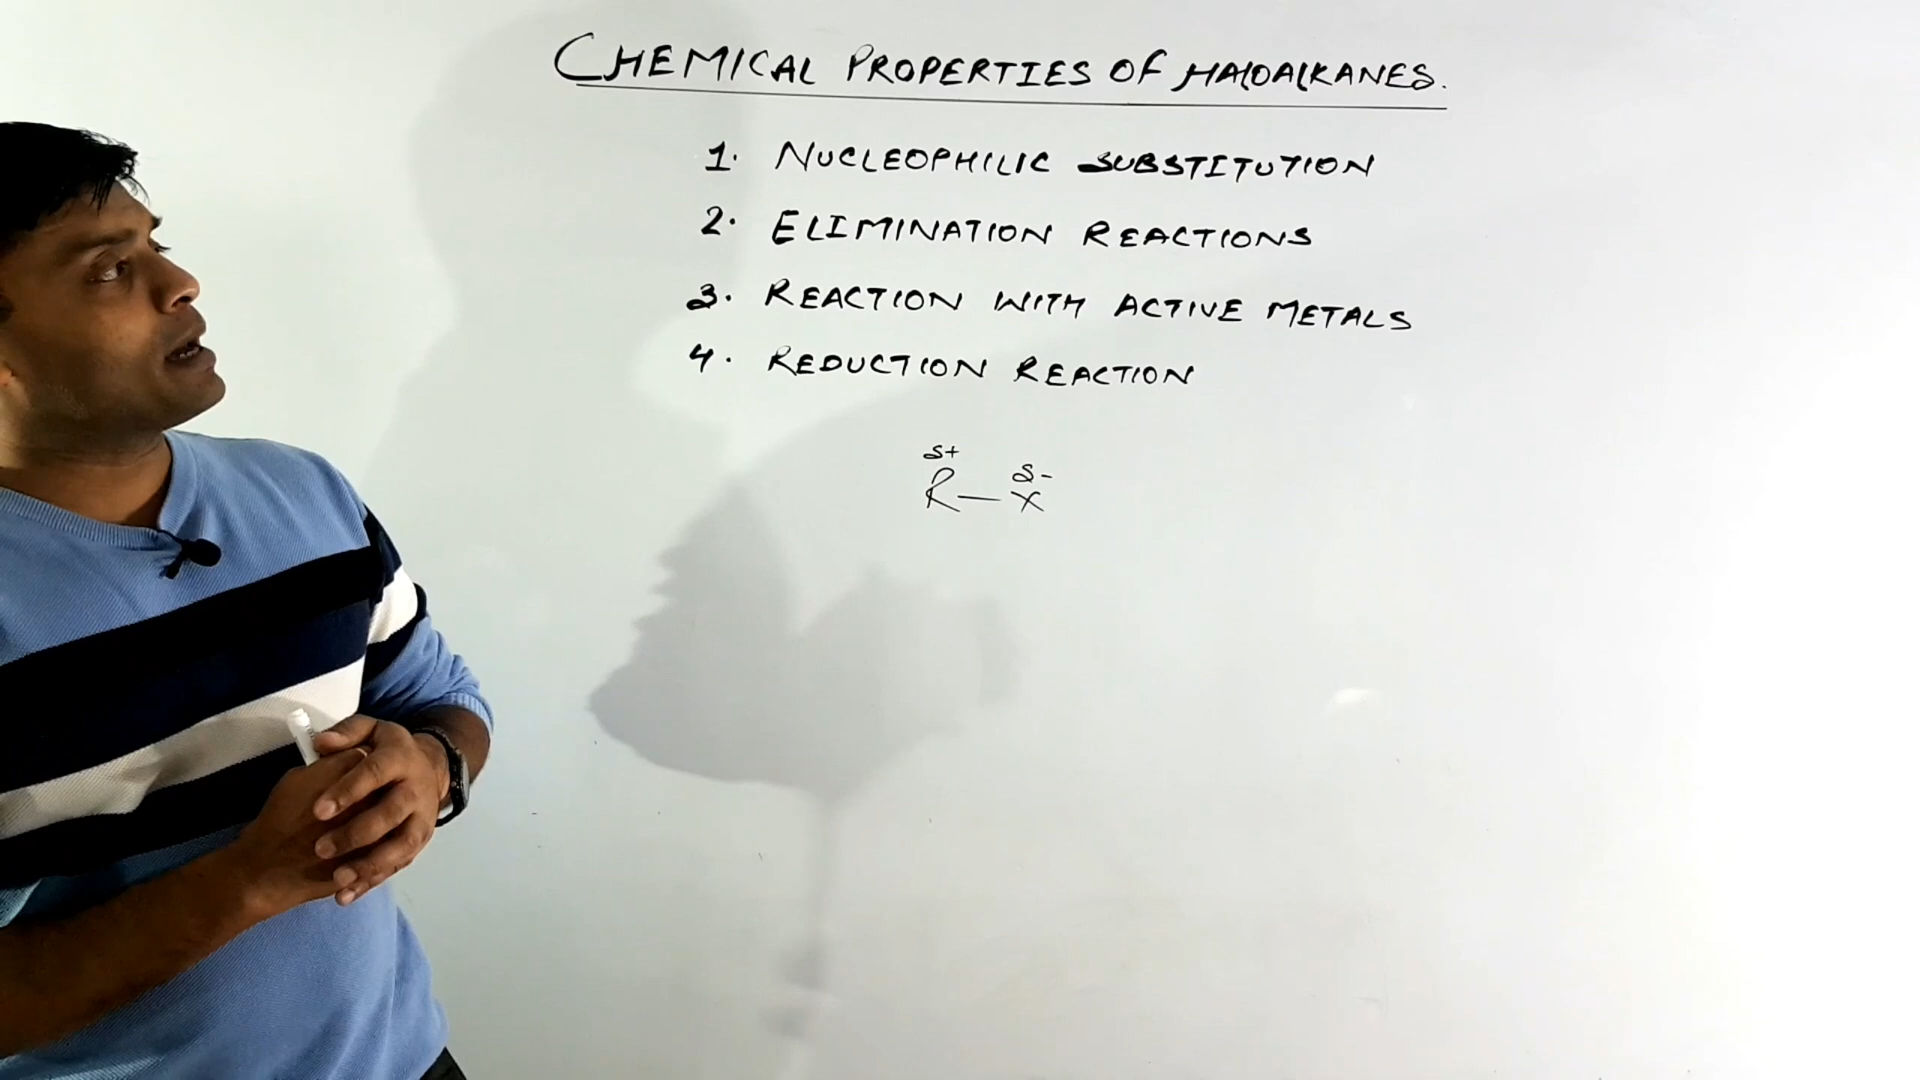 CHEMICAL PROPERTIES OF HALOALKANES.
1. NUCLEOPHILIC SUBSTITUTION
2. ELIMINATION REACTIONS
3. REACTION WITH ACTIVE METALS
4. REDUCTION REACTION
δ+ δ-
R—X